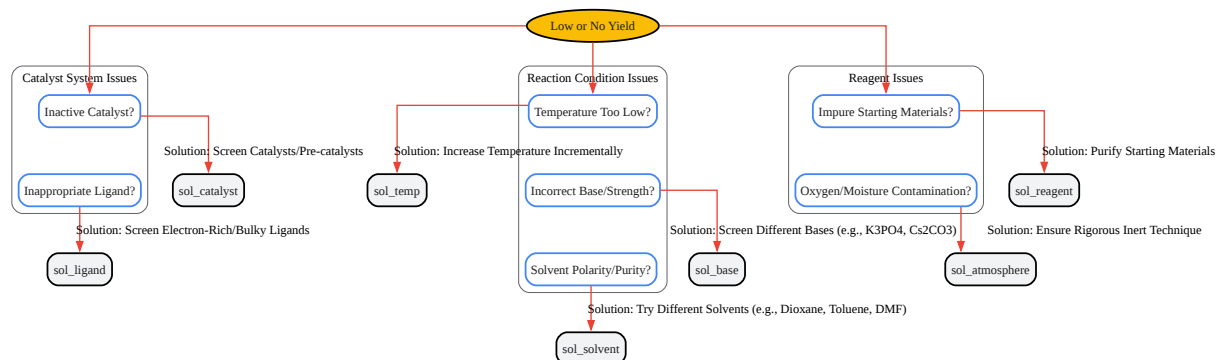 Low or No Yield
Catalyst System Issues
Reaction Condition Issues
Reagent Issues
Inactive Catalyst?
Temperature Too Low?
Impure Starting Materials?
Solution: Screen Catalysts/Pre-catalysts
Solution: Increase Temperature Incrementally
Solution: Purify Starting Materials
Inappropriate Ligand?
sol_catalyst
sol_temp
Incorrect Base/Strength?
Oxygen/Moisture Contamination?
sol_reagent
Solution: Screen Electron-Rich/Bulky Ligands
Solution: Screen Different Bases (e.g., K3PO4, Cs2CO3)
Solution: Ensure Rigorous Inert Technique
sol_ligand
Solvent Polarity/Purity?
sol_base
sol_atmosphere
Solution: Try Different Solvents (e.g., Dioxane, Toluene, DMF)
sol_solvent